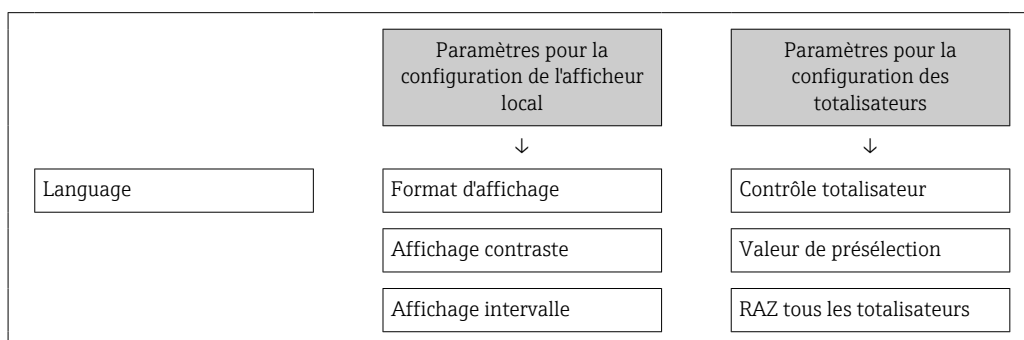 Paramètres pour la
configuration de l'afficheur
local
Paramètres pour la
configuration des
totalisateurs
↓
↓
Language
Format d'affichage
Contrôle totalisateur
Affichage contraste
Valeur de présélection
Affichage intervalle
RAZ tous les totalisateurs